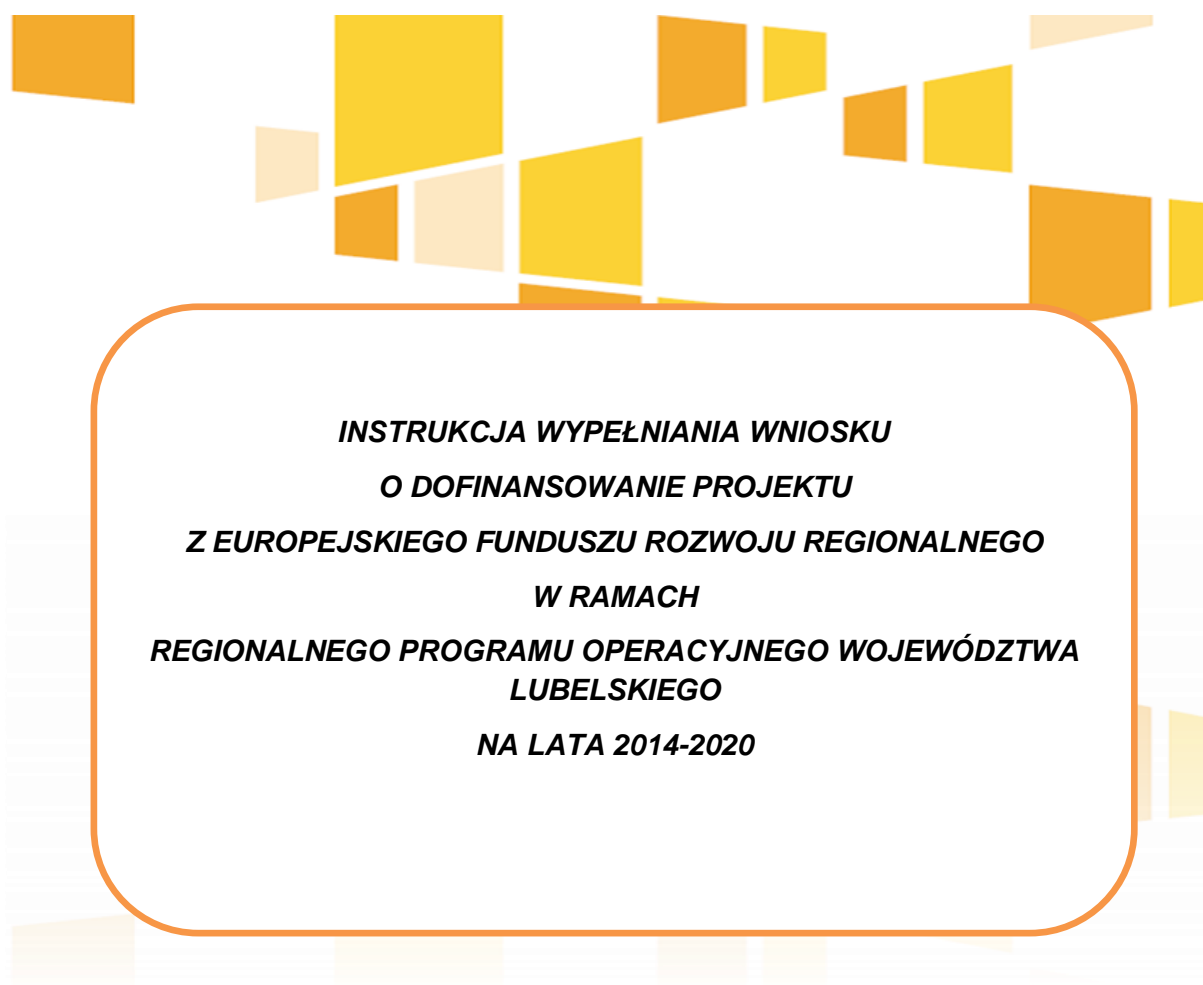 INSTRUKCJA WYPEŁNIANIA WNIOSKU
O DOFINANSOWANIE PROJEKTU
Z EUROPEJSKIEGO FUNDUSZU ROZWOJU REGIONALNEGO
W RAMACH
REGIONALNEGO PROGRAMU OPERACYJNEGO WOJEWÓDZTWA
LUBELSKIEGO
NA LATA 2014-2020